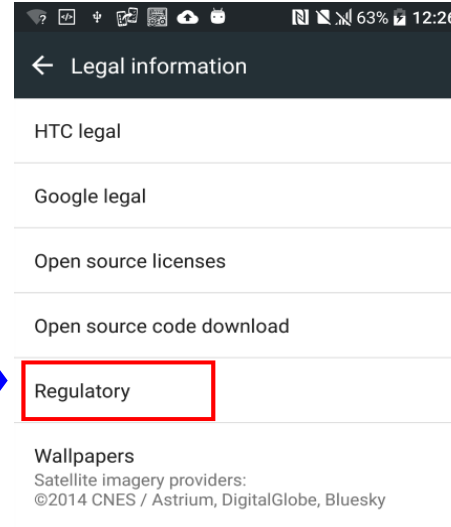 63% 12:26
Legal information
HTC legal
Google legal
Open source licenses
Open source code download
Regulatory
Wallpapers
Satellite imagery providers:
©2014 CNES / Astrium, DigitalGlobe, Bluesky